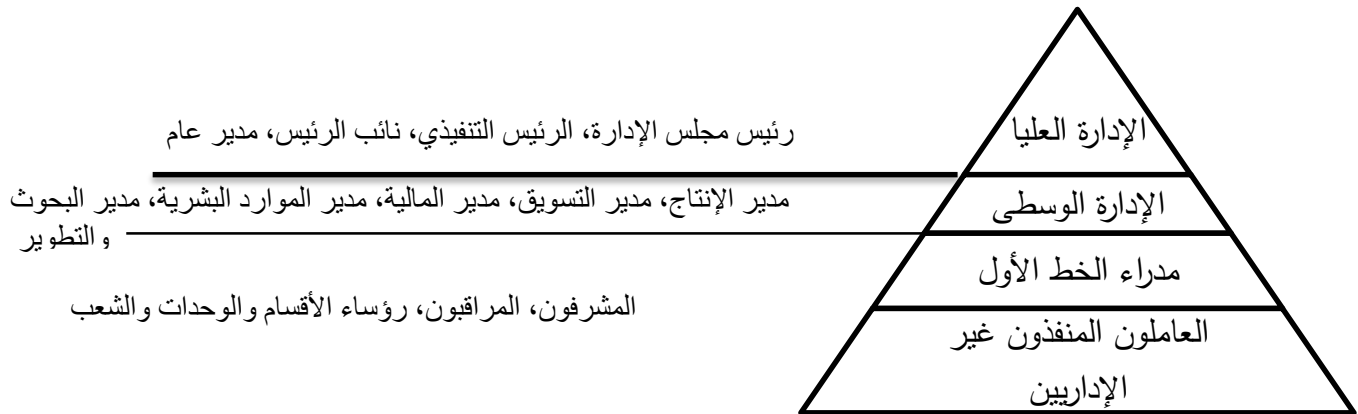 الإدارة العليا
رئيس مجلس الإدارة، الرئيس التنفيذي، نائب الرئيس، مدير عام
الإدارة الوسطى
مدير الإنتاج، مدير التسويق، مدير المالية، مدير الموارد البشرية، مدير البحوث
والتطوير
مدراء الخط الأول
المشرفون، المراقبون، رؤساء الأقسام والوحدات والشعب
العاملون المنفذون غير
الإداريين